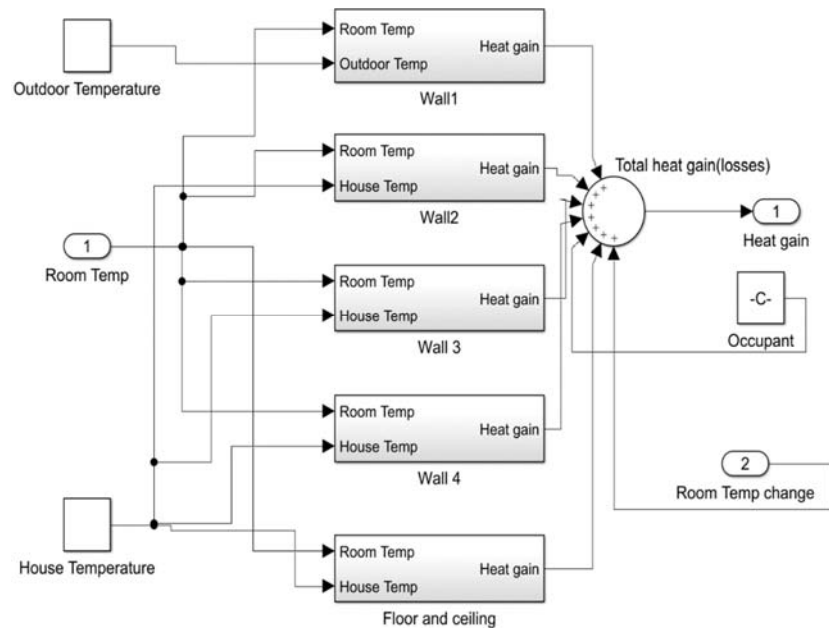 Room Temp
Heat gain
Outdoor Temp
Outdoor Temperature
Wall1
Room Temp
Heat gain
House Temp
Wall2
Total heat gain(losses)
+
+
+
+
+
+
+
1
Room Temp
1
Heat gain
Room Temp
Heat gain
House Temp
Wall 3
-C-
Occupant
Room Temp
Heat gain
House Temp
Wall 4
2
Room Temp change
House Temperature
Room Temp
Heat gain
House Temp
Floor and ceiling